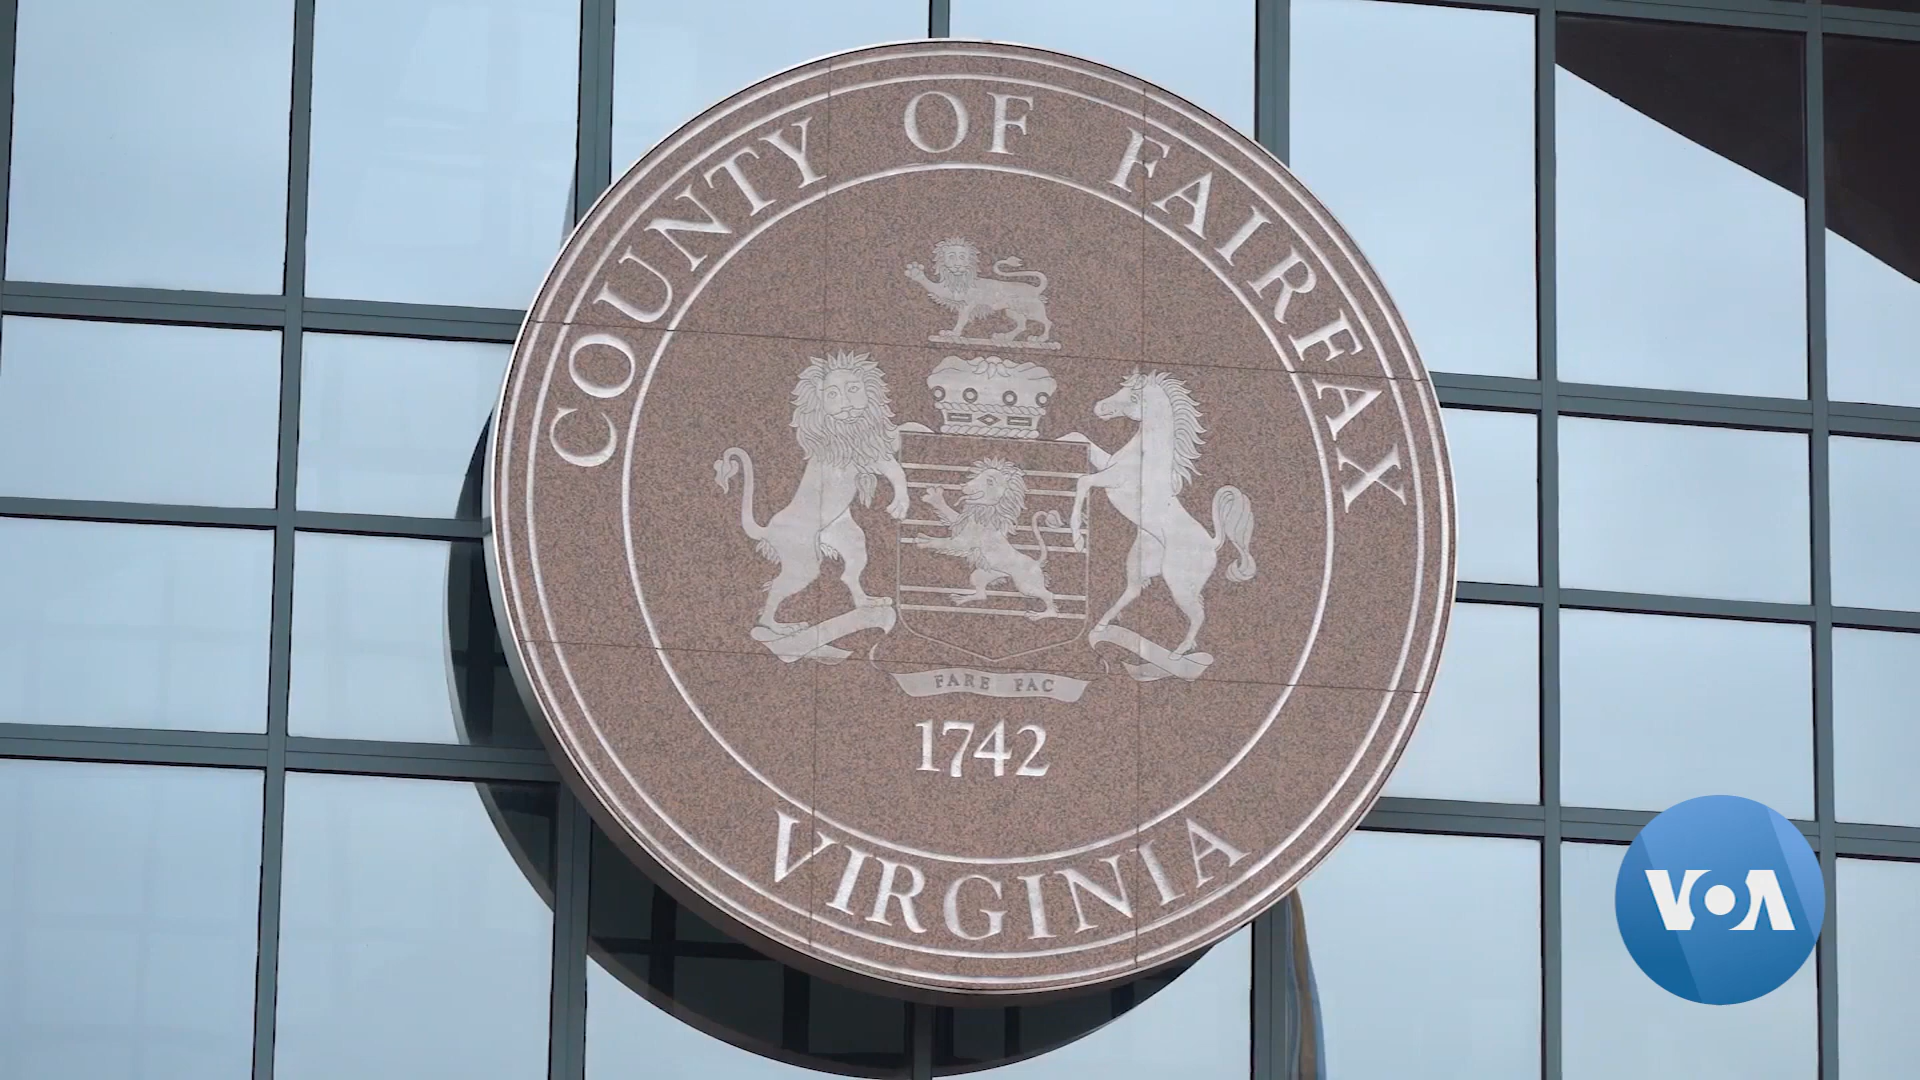 COUNTY OF FAIRFAX
FARE FAC
1742
VIRGINIA
VOA